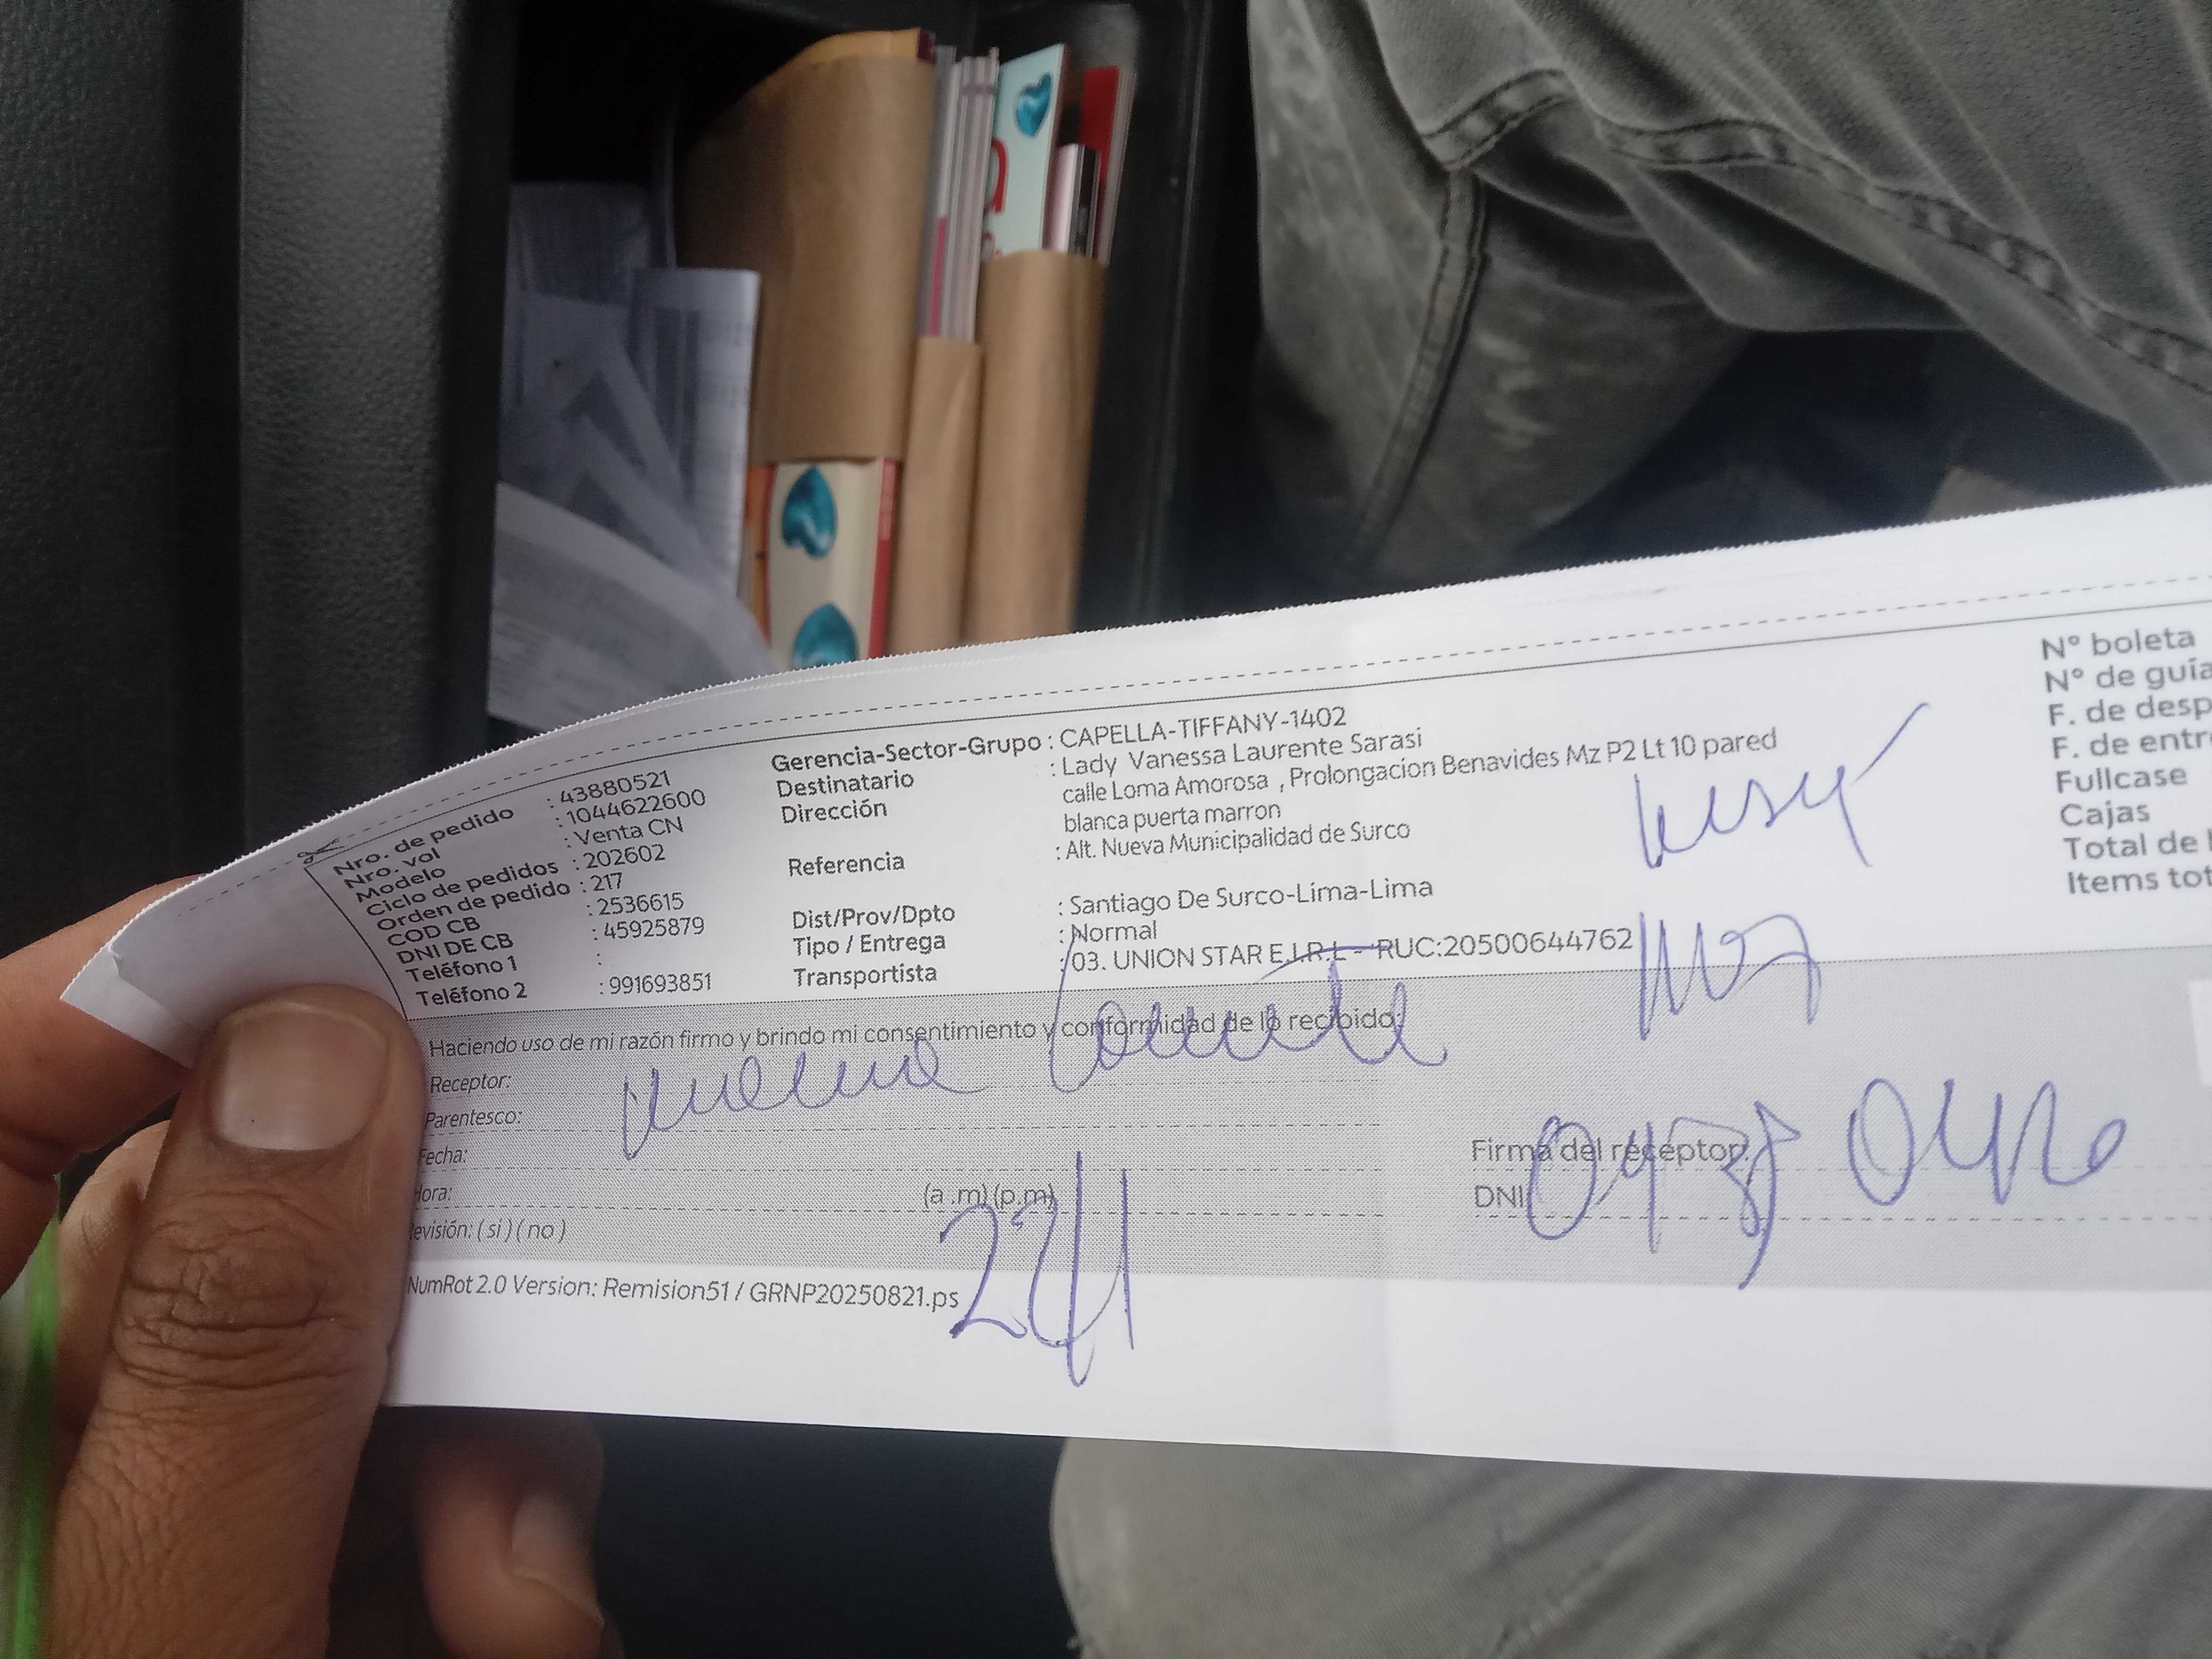 Nro. de pedido : 43880521
Nro. vol : 1044622600
Modelo : Venta CN
Ciclo de pedidos : 202602
Orden de pedido : 217
COD CB : 2536615
DNI DE CB : 45925879
Teléfono 1 :
Teléfono 2 : 991693851
Gerencia-Sector-Grupo : CAPELLA-TIFFANY-1402
Destinatario : Lady Vanessa Laurente Sarasi
Dirección calle Loma Amorosa , Prolongacion Benavides Mz P2 Lt 10 pared
blanca puerta marron
Referencia : Alt. Nueva Municipalidad de Surco
Dist/Prov/Dpto : Santiago De Surco-Lima-Lima
Tipo / Entrega : Normal
Transportista : 03. UNION STAR E.I.R.L - RUC:20500644762
N° boleta
N° de guía
F. de desp
F. de entr
Fullcase
Cajas
Total de
Items tot
Haciendo uso de mi razón firmo y brindo mi consentimiento y conformidad de lo recibido:
Receptor:
Parentesco:
Fecha:
Hora: (a .m) (p.m)
Revisión: ( si ) ( no )
Firma del receptor:
DNI
NumRot 2.0 Version: Remision51 / GRNP20250821.ps